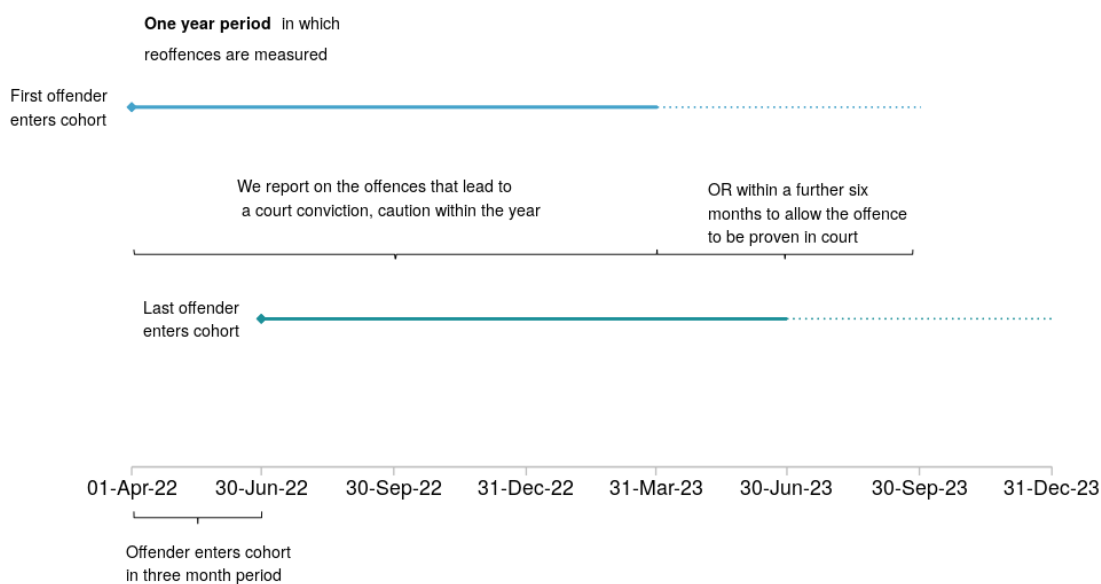 One year period in which
reoffences are measured
First offender
enters cohort
We report on the offences that lead to
a court conviction, caution within the year
OR within a further six
months to allow the offence
to be proven in court
Last offender
enters cohort
01-Apr-22 30-Jun-22 30-Sep-22 31-Dec-22 31-Mar-23 30-Jun-23 30-Sep-23 31-Dec-23
Offender enters cohort
in three month period